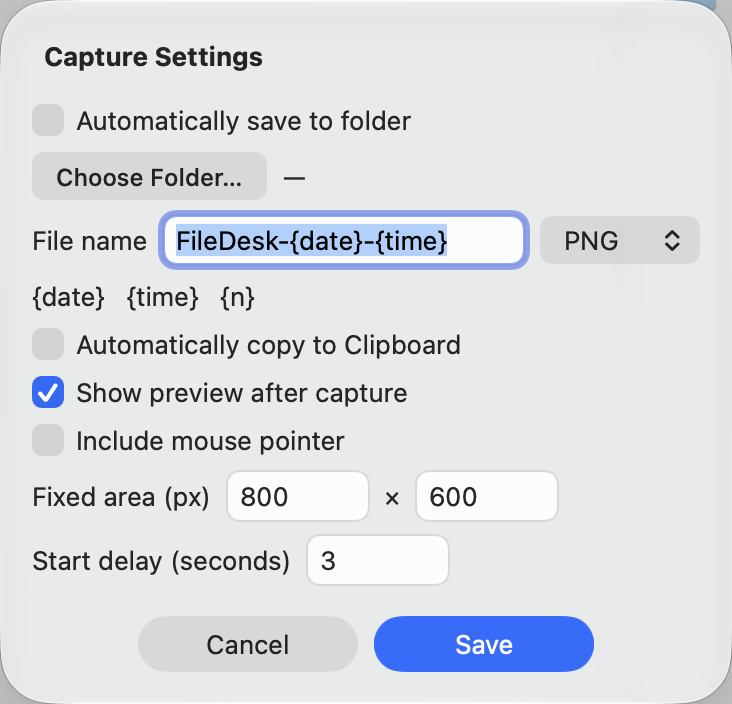 Capture Settings
Automatically save to folder
Choose Folder... —
File name FileDesk-{date}-{time} PNG
{date} {time} {n}
Automatically copy to Clipboard
Show preview after capture
Include mouse pointer
Fixed area (px) 800 × 600
Start delay (seconds) 3
Cancel Save